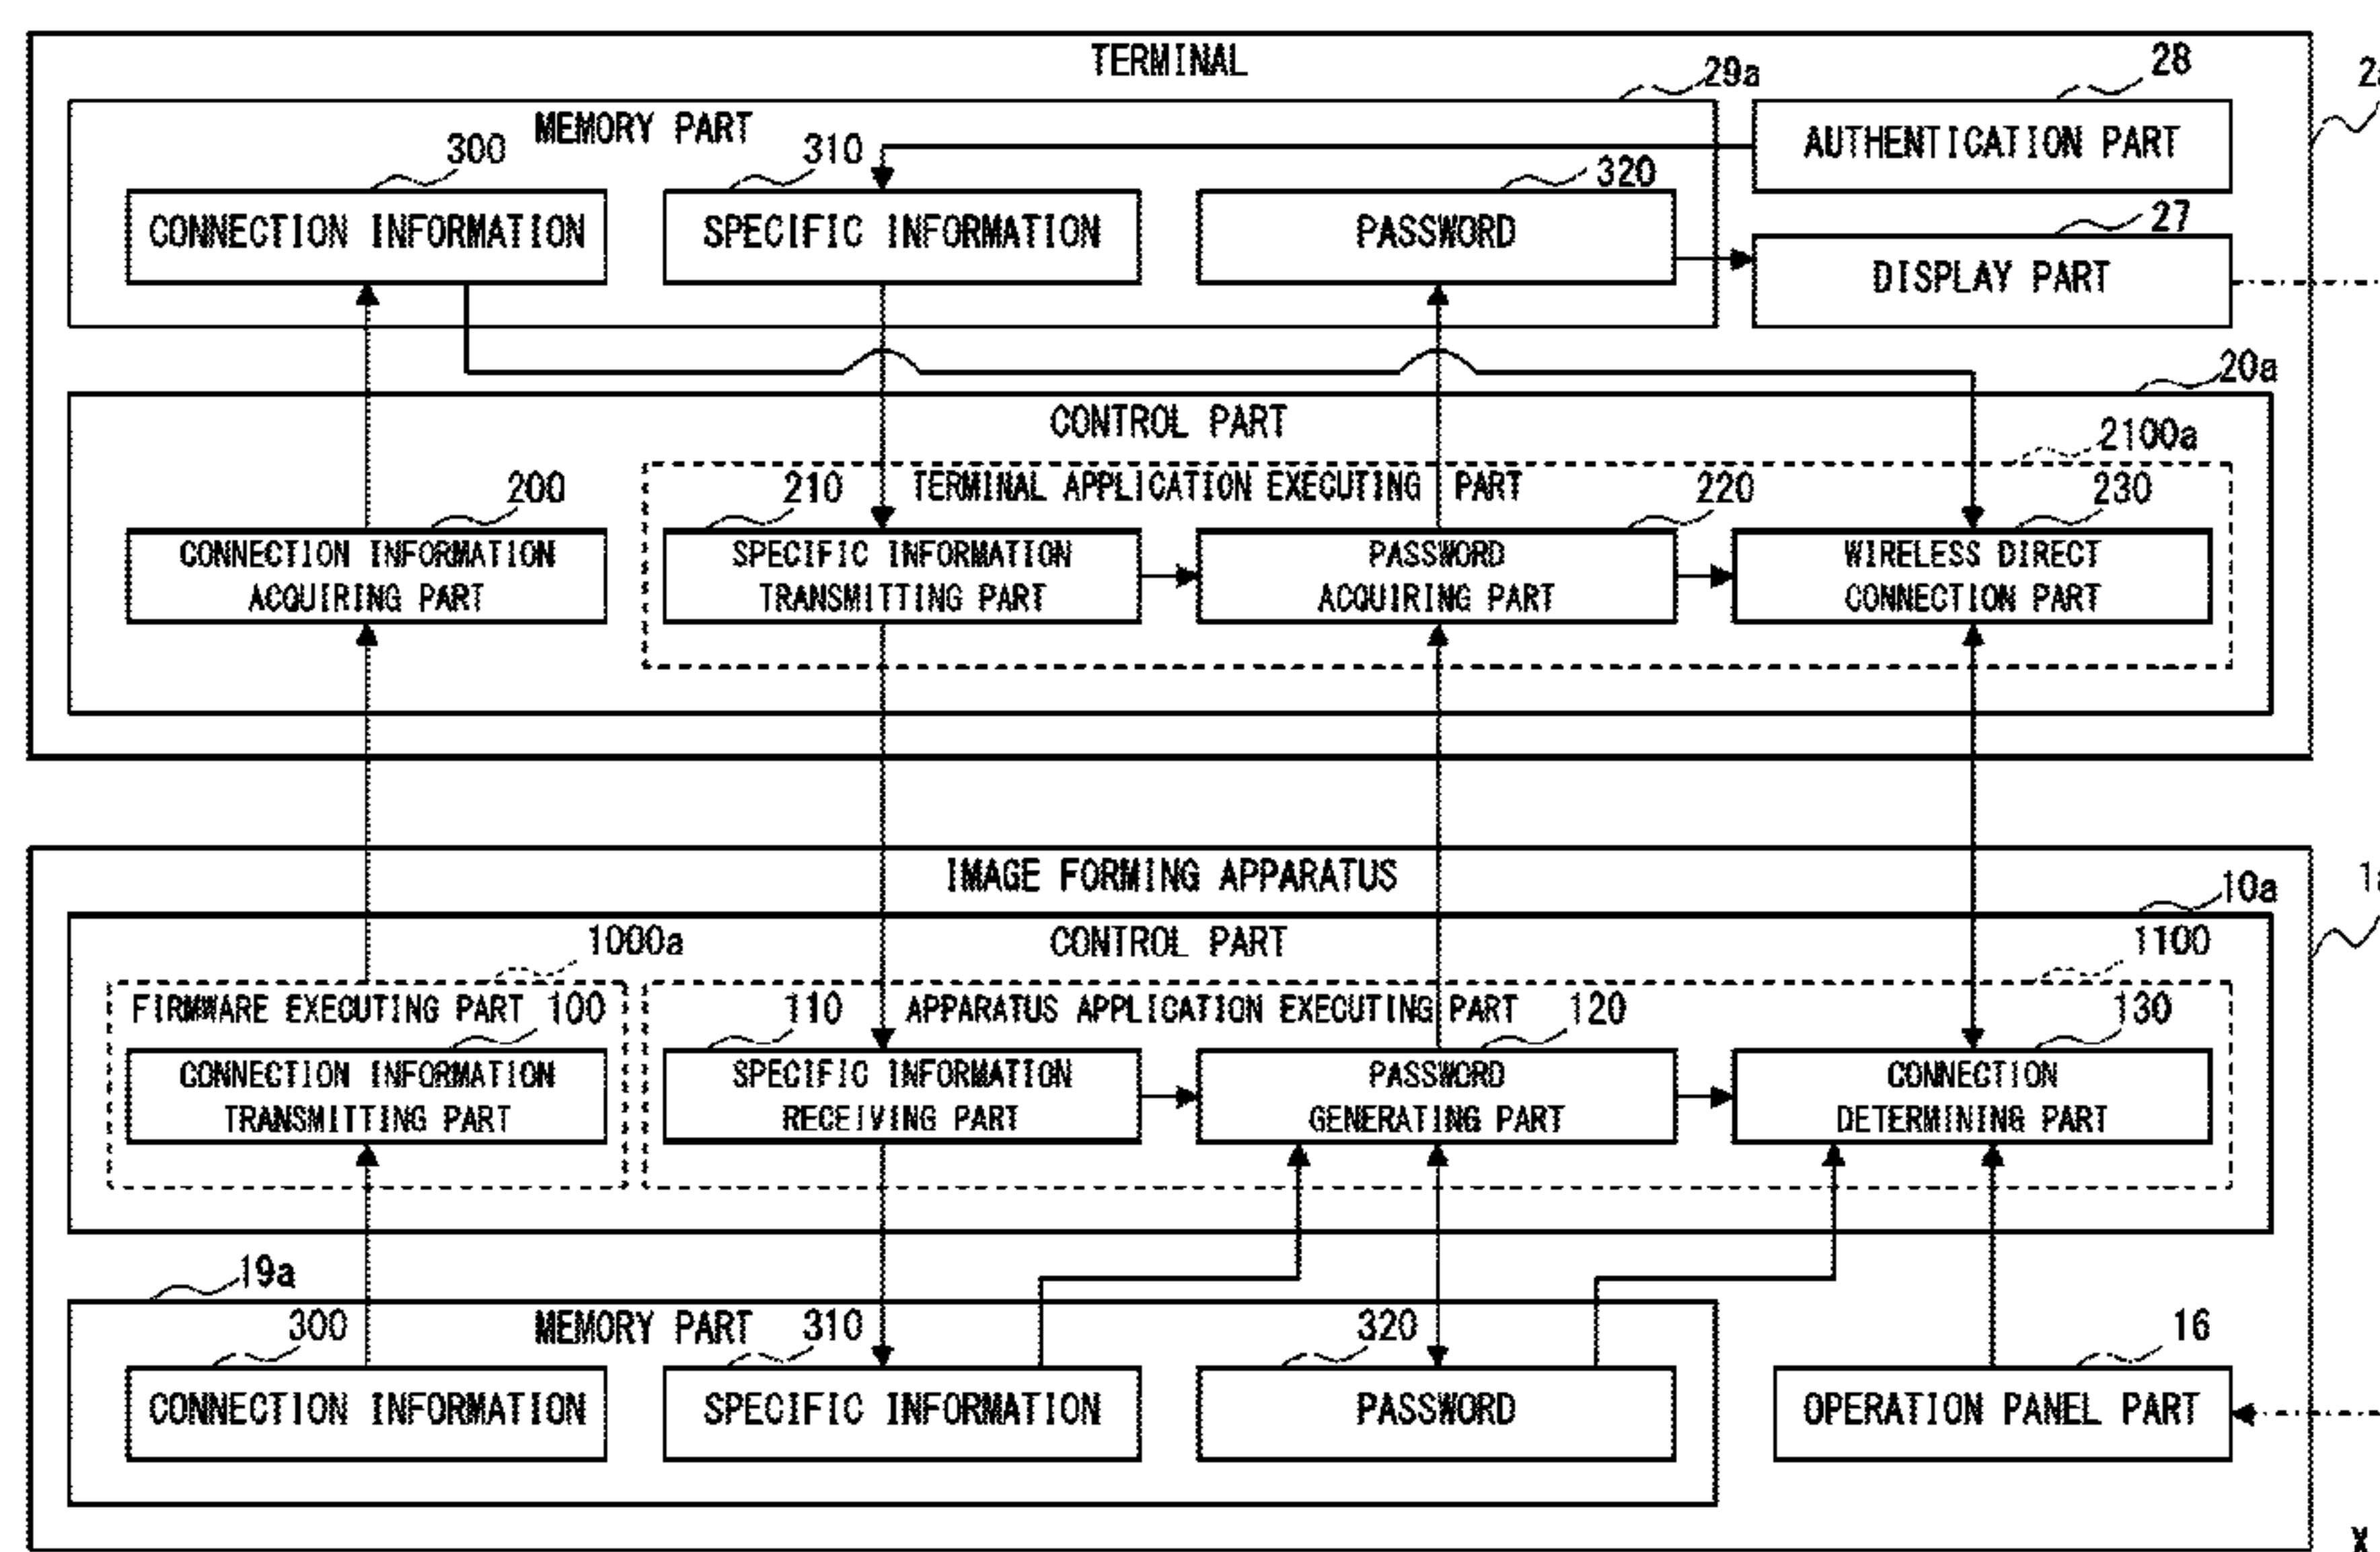 TERMINAL
29a
28
2a
MEMORY PART
300
310
320
AUTHENTICATION PART
CONNECTION INFORMATION
SPECIFIC INFORMATION
PASSWORD
27
DISPLAY PART
20a
CONTROL PART
2100a
200
210
TERMINAL APPLICATION EXECUTING PART
220
230
CONNECTION INFORMATION
ACQUIRING PART
SPECIFIC INFORMATION
TRANSMITTING PART
PASSWORD
ACQUIRING PART
WIRELESS DIRECT
CONNECTION PART
IMAGE FORMING APPARATUS
10a
1a
1000a
CONTROL PART
1100
FIRMWARE EXECUTING PART
100
110
APPARATUS APPLICATION EXECUTING PART
120
130
CONNECTION INFORMATION
TRANSMITTING PART
SPECIFIC INFORMATION
RECEIVING PART
PASSWORD
GENERATING PART
CONNECTION
DETERMINING PART
19a
300
MEMORY PART
310
320
16
CONNECTION INFORMATION
SPECIFIC INFORMATION
PASSWORD
OPERATION PANEL PART
X